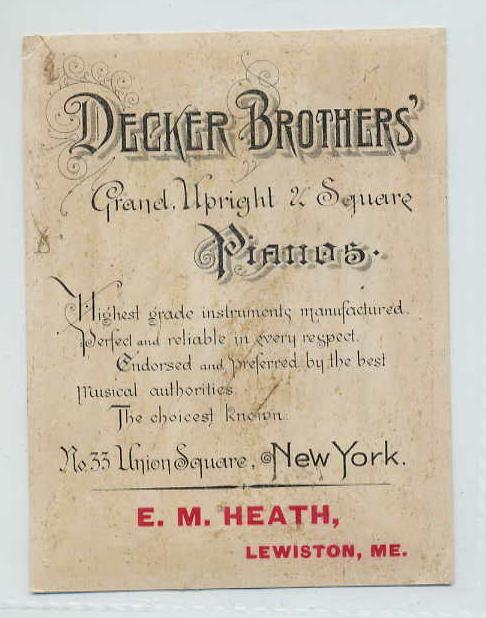 Decker Brothers'
Grand, Upright & Square
Pianos.
Highest grade instruments manufactured.
Perfect and reliable in every respect.
Endorsed and preferred by the best
musical authorities.
The choicest known.
No. 33 Union Square, New York.
E. M. HEATH,
LEWISTON, ME.